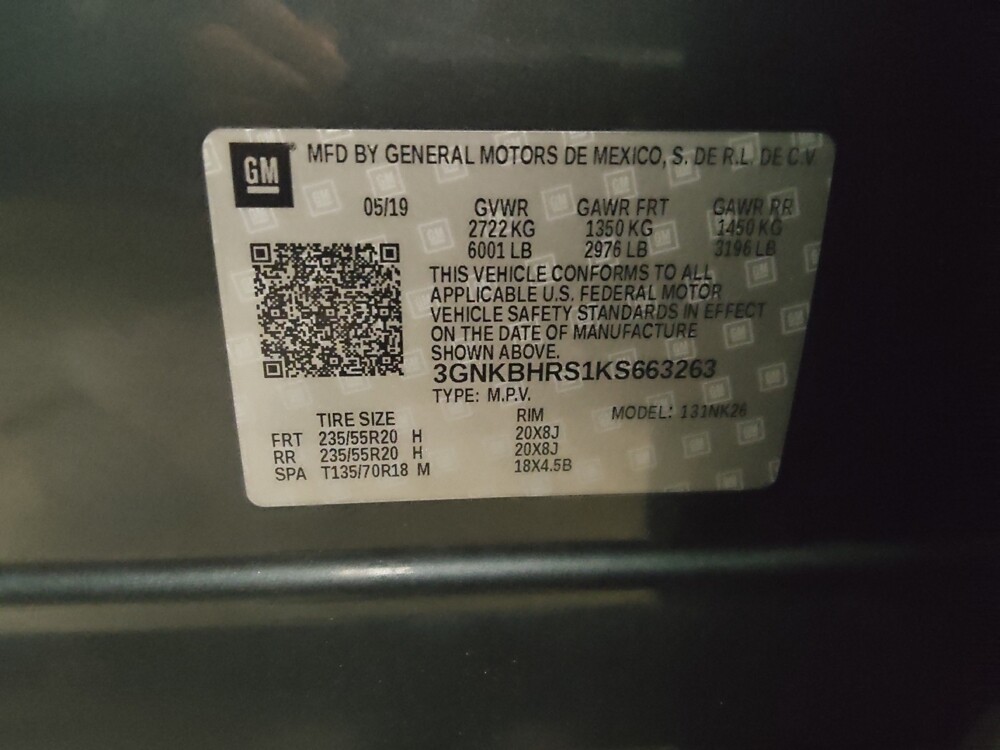 GM MFD BY GENERAL MOTORS DE MEXICO, S. DE R.L. DE C.V
05/19 GVWR GAWR FRT GAWR RR
2722 KG 1350 KG 1450 KG
6001 LB 2976 LB 3196 LB
THIS VEHICLE CONFORMS TO ALL
APPLICABLE U.S. FEDERAL MOTOR
VEHICLE SAFETY STANDARDS IN EFFECT
ON THE DATE OF MANUFACTURE
SHOWN ABOVE.
3GNKBHRS1KS663263
TYPE: M.P.V.
TIRE SIZE RIM MODEL: 131NK26
FRT 235/55R20 H 20X8J
RR 235/55R20 H 20X8J
SPA T135/70R18 M 18X4.5B